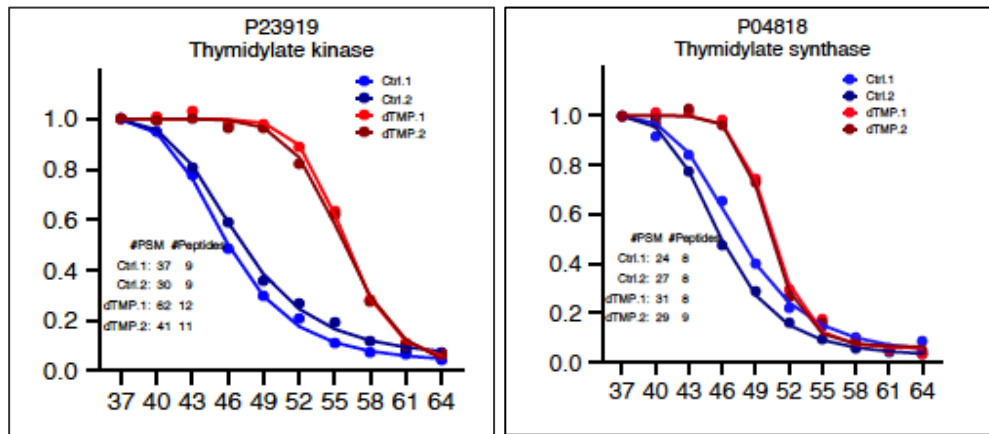 P23919
Thymidylate kinase
Ctrl.1
Ctrl.2
dTMP.1
dTMP.2
1.0
0.8
0.6
0.4
0.2
0.0
#PSM #Peptides
Ctrl.1: 37 9
Ctrl.2: 30 9
dTMP.1: 62 12
dTMP.2: 41 11
37 40 43 46 49 52 55 58 61 64
P04818
Thymidylate synthase
Ctrl.1
Ctrl.2
dTMP.1
dTMP.2
1.0
0.8
0.6
0.4
0.2
0.0
#PSM #Peptides
Ctrl.1: 24 8
Ctrl.2: 27 8
dTMP.1: 31 8
dTMP.2: 29 9
37 40 43 46 49 52 55 58 61 64